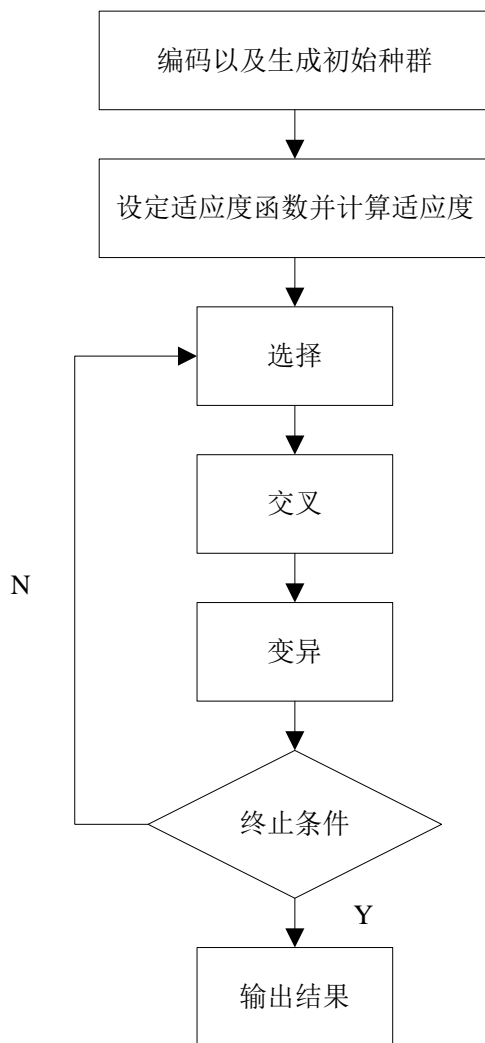 编码以及生成初始种群
设定适应度函数并计算适应度
选择
交叉
N
变异
终止条件
Y
输出结果